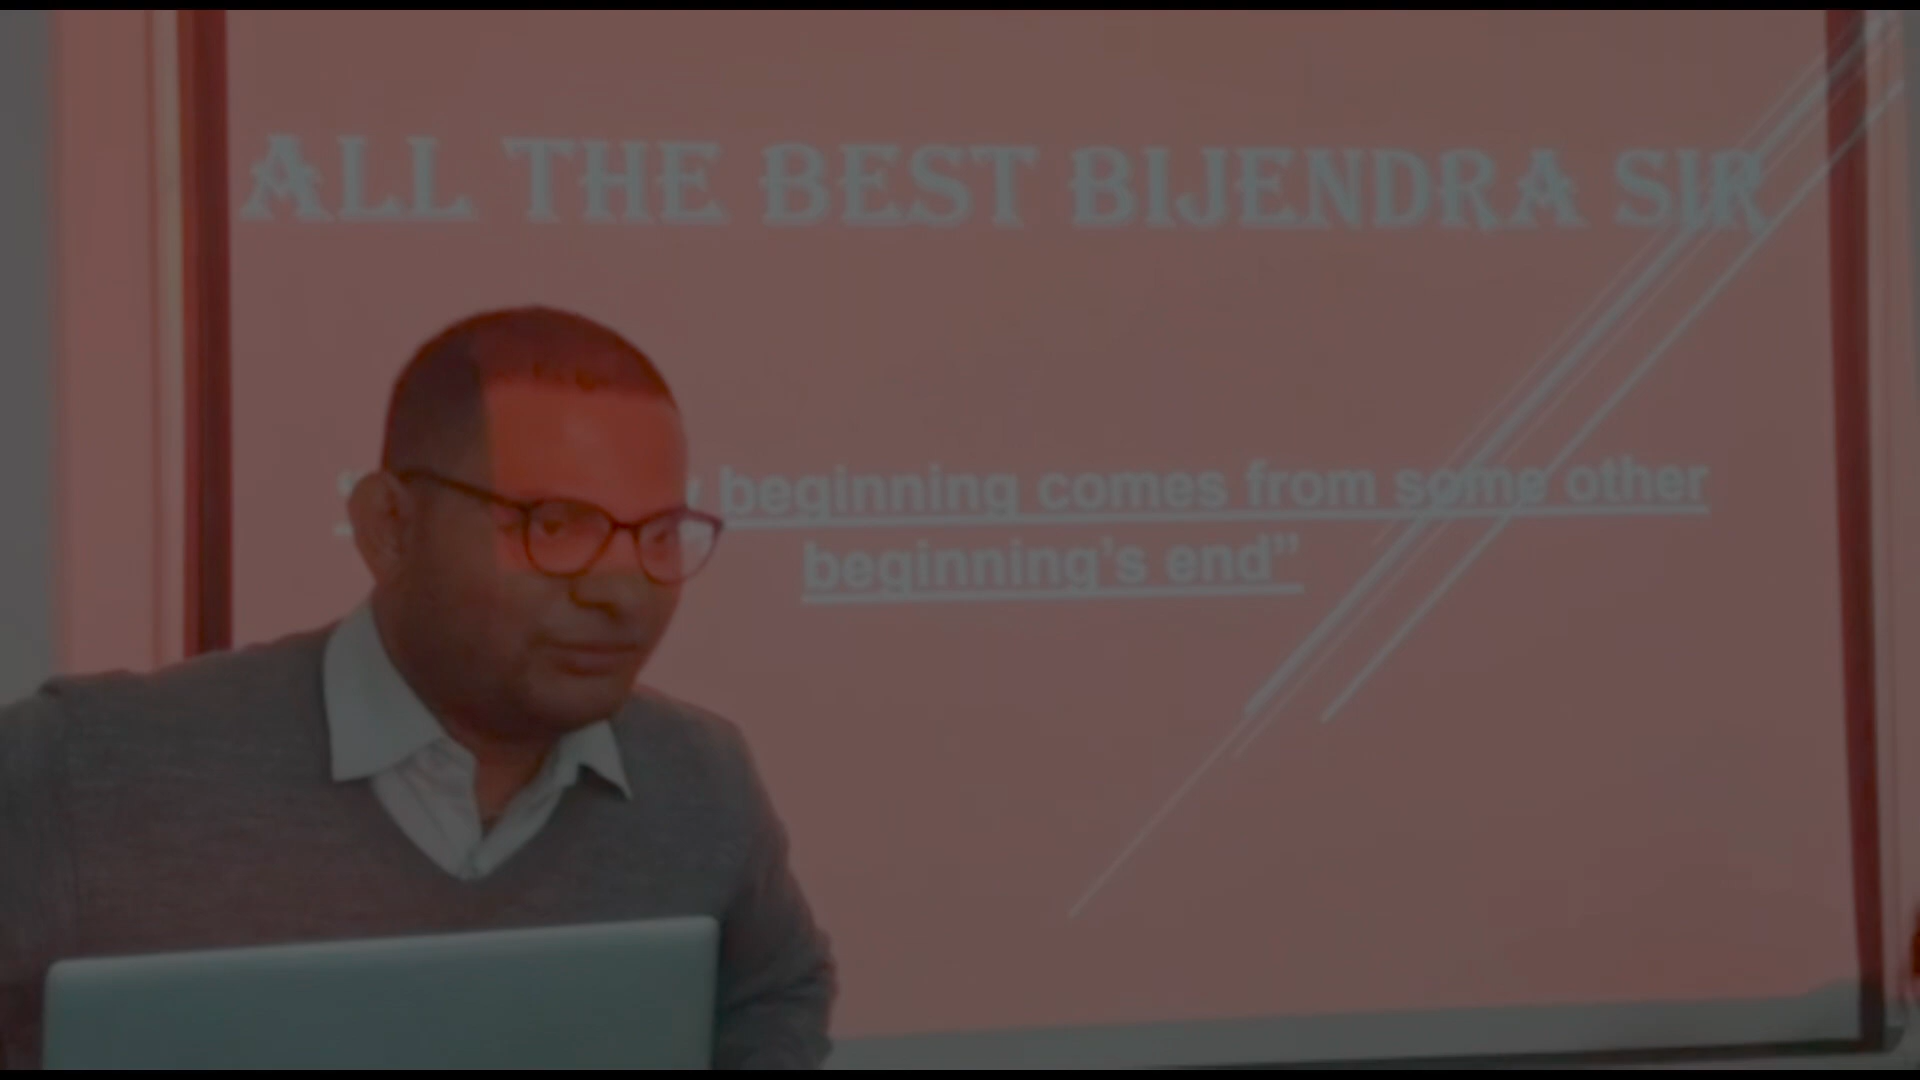 ALL THE BEST BIJENDRA SIR
beginning comes from some other
beginning's end"